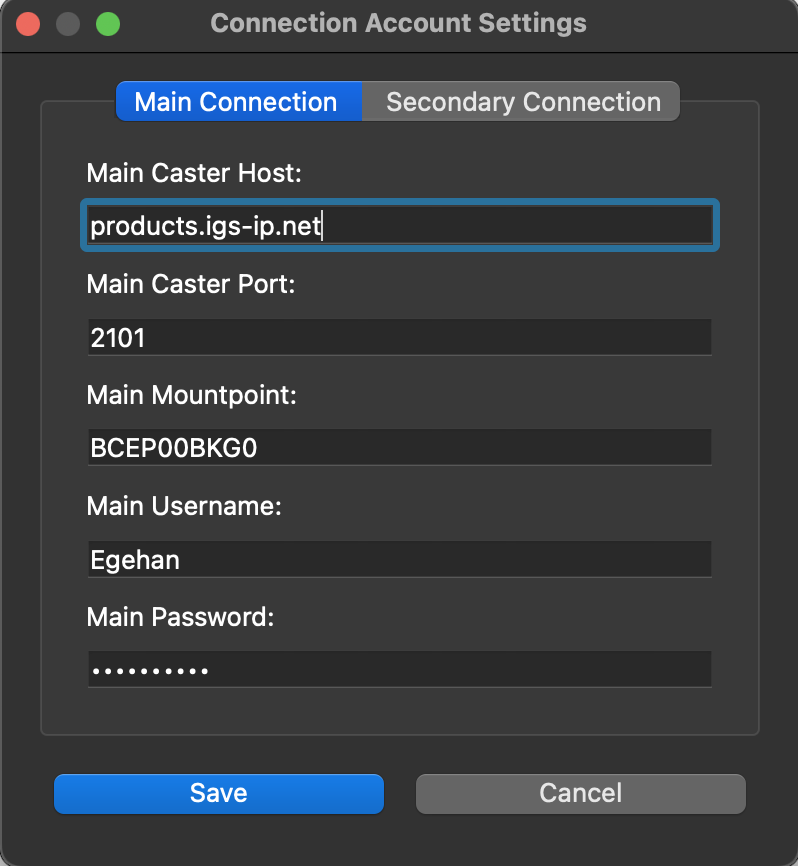 Connection Account Settings
Main Connection
Secondary Connection
Main Caster Host:
products.igs-ip.net
Main Caster Port:
2101
Main Mountpoint:
BCEP00BKG0
Main Username:
Egehan
Main Password:
••••••••••
Save
Cancel